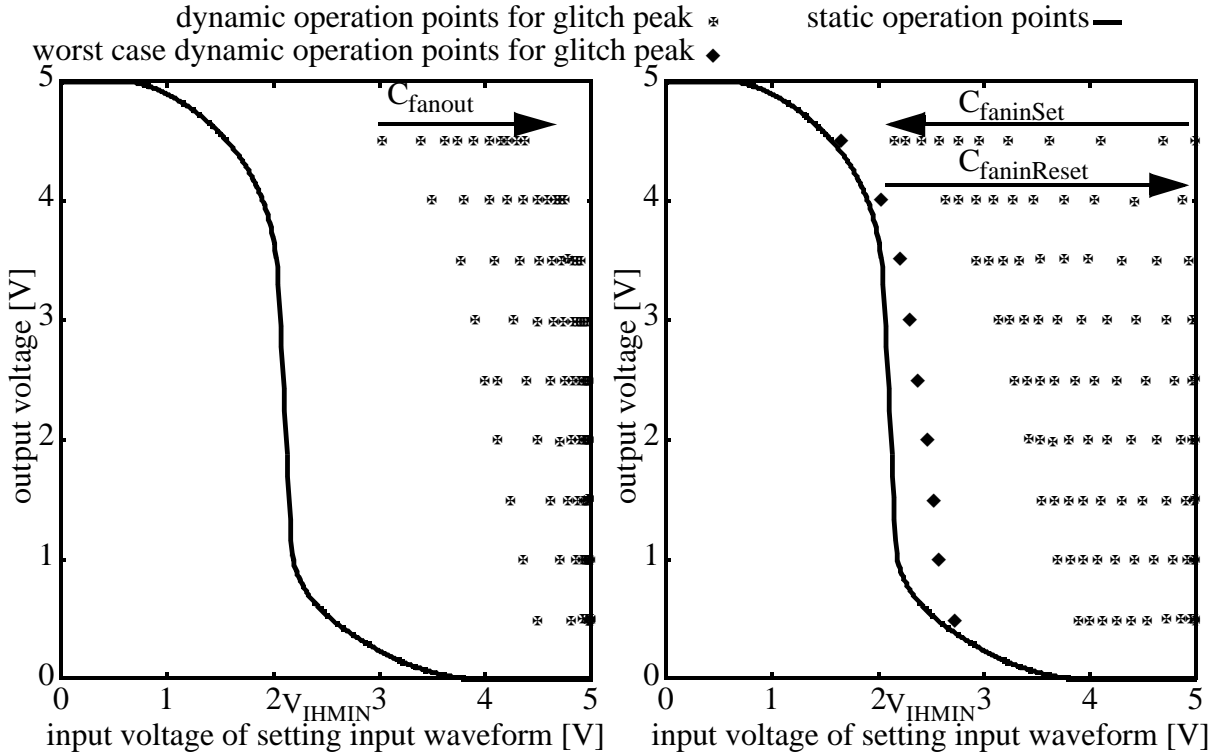 dynamic operation points for glitch peak
static operation points
worst case dynamic operation points for glitch peak
5
4
3
2
1
0
output voltage [V]
C_fanout
0 1 2 V_IHMIN 3 4 5
input voltage of setting input waveform [V]
5
4
3
2
1
0
output voltage [V]
C_faninSet
C_faninReset
0 1 2 V_IHMIN 3 4 5
input voltage of setting input waveform [V]